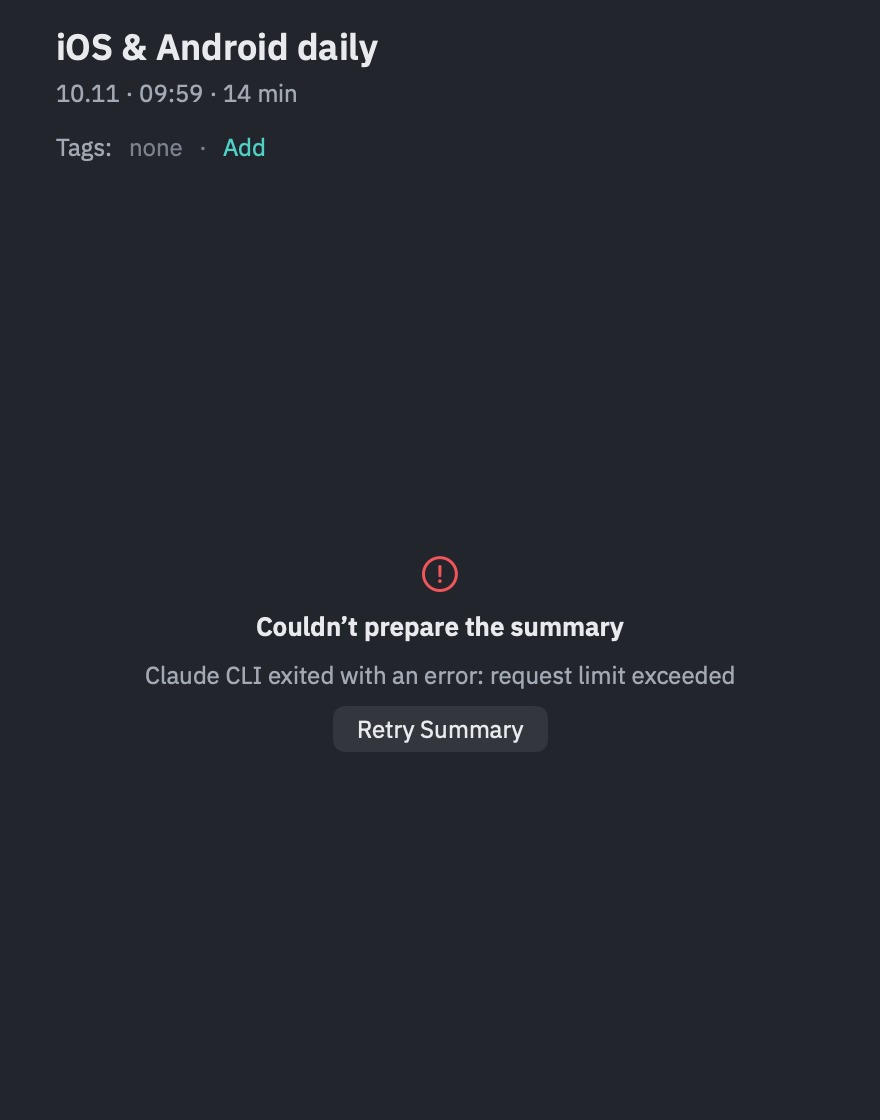 iOS & Android daily
10.11 · 09:59 · 14 min
Tags: none · Add
Couldn’t prepare the summary
Claude CLI exited with an error: request limit exceeded
Retry Summary